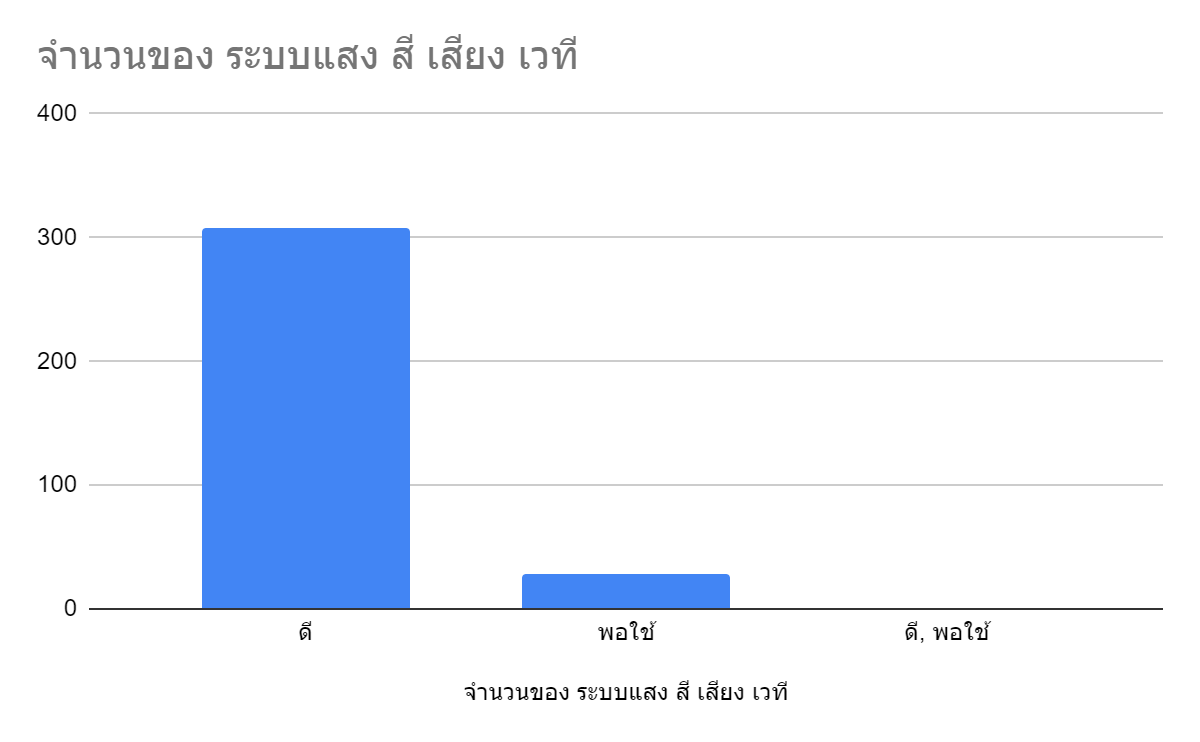 จำนวนของ ระบบแสง สี เสียง เวที
400
300
200
100
0
ดี
พอใช้
ดี, พอใช้
จำนวนของ ระบบแสง สี เสียง เวที